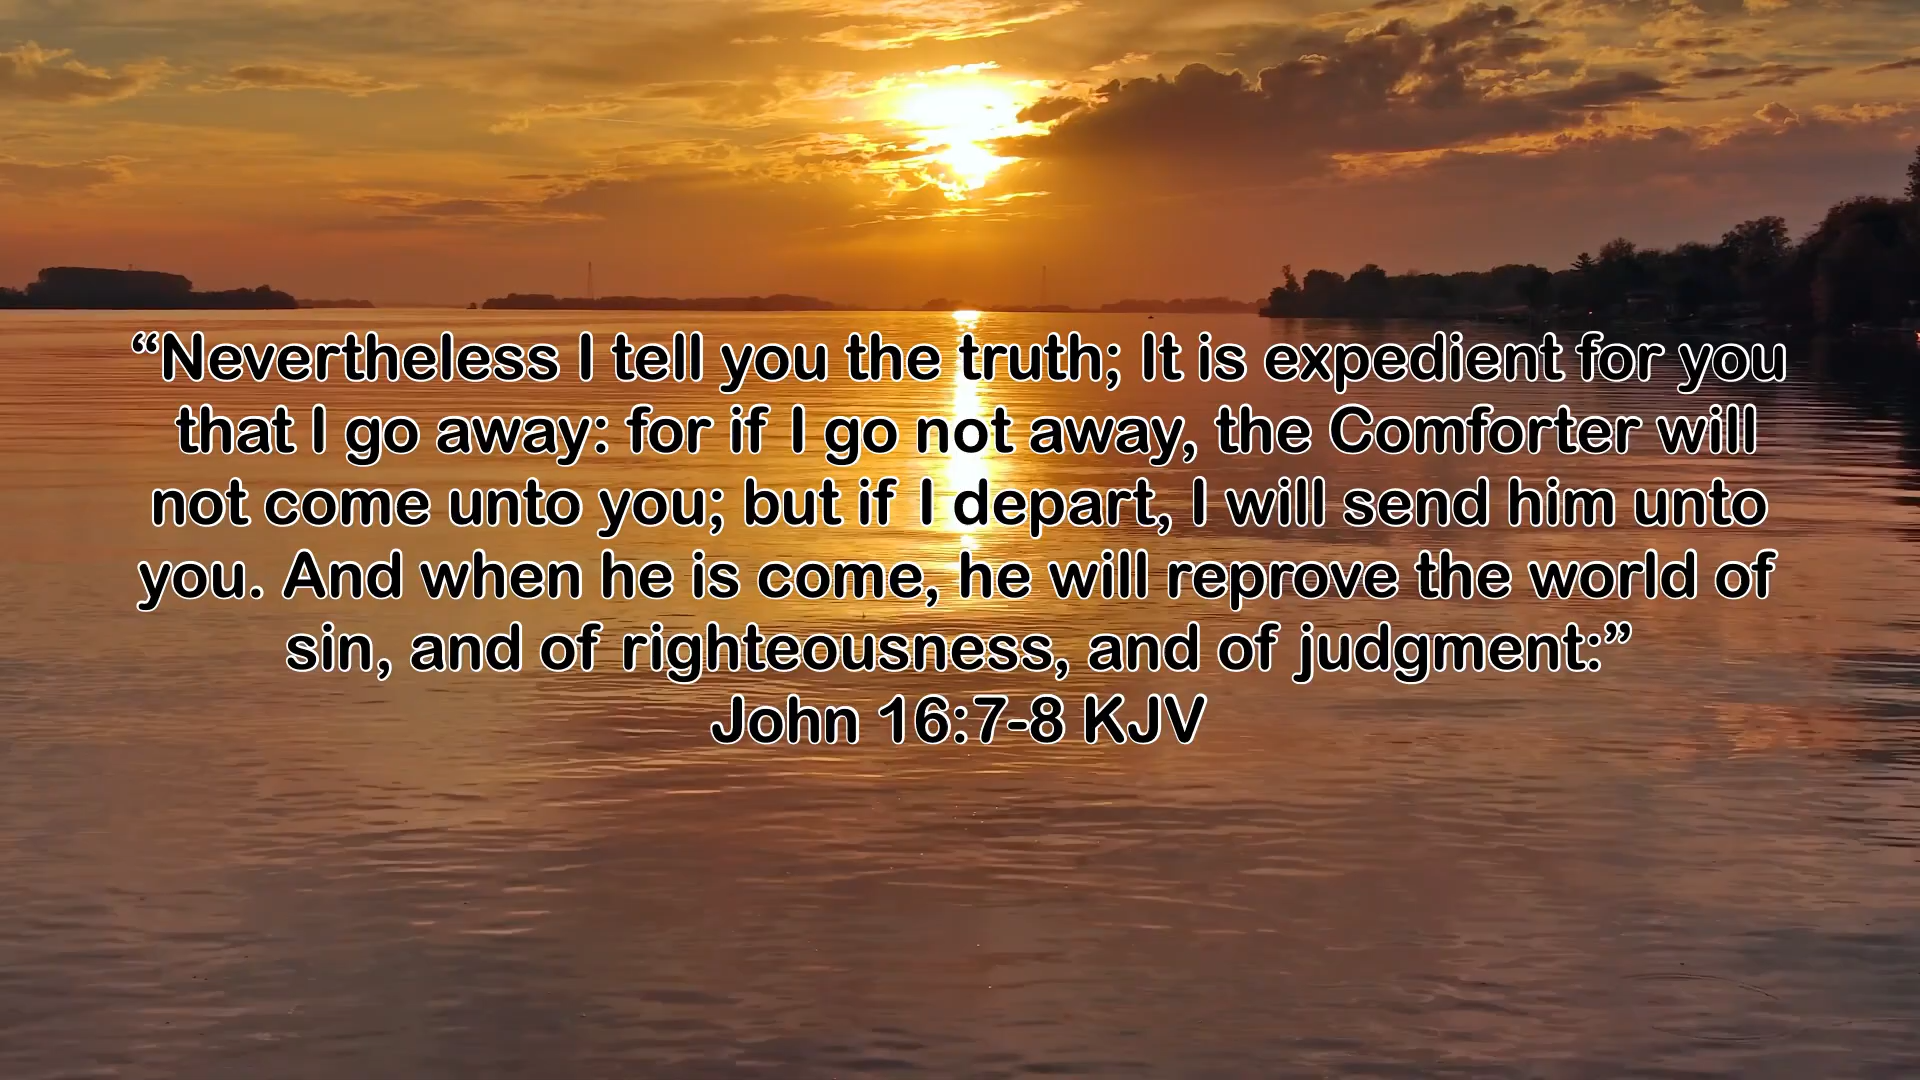 “Nevertheless I tell you the truth; It is expedient for you
that I go away: for if I go not away, the Comforter will
not come unto you; but if I depart, I will send him unto
you. And when he is come, he will reprove the world of
sin, and of righteousness, and of judgment:”
John 16:7-8 KJV